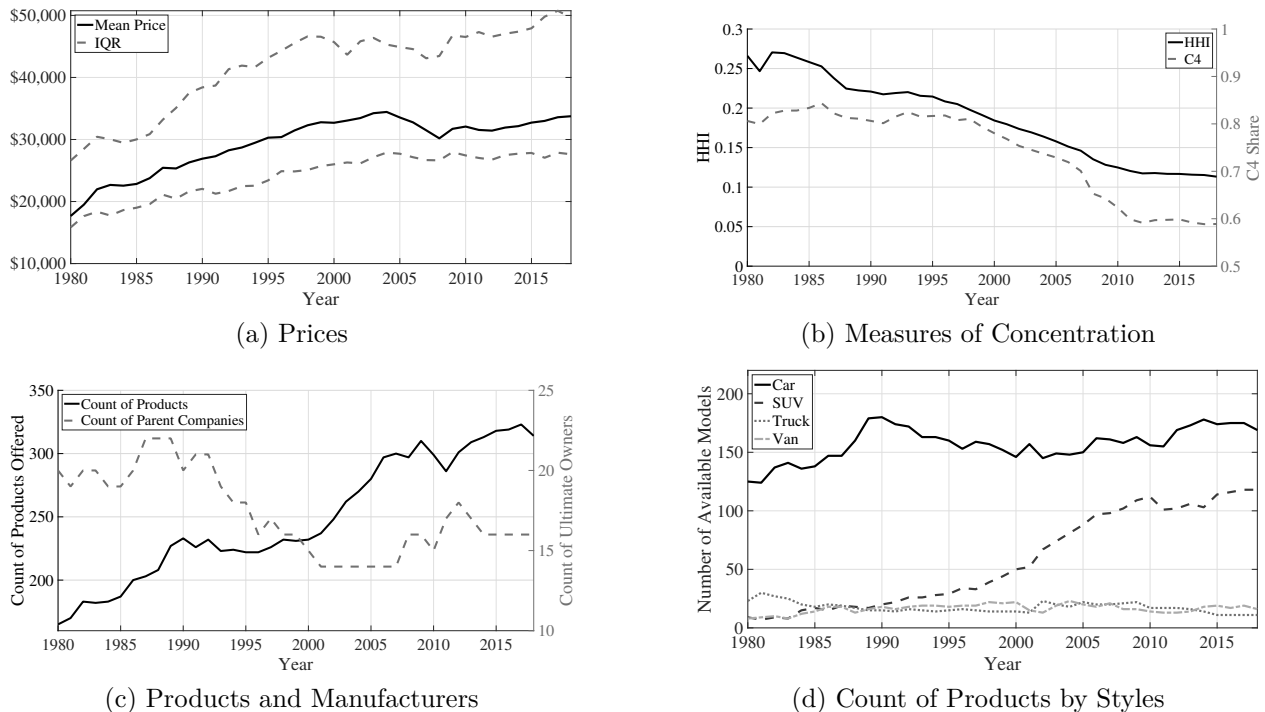 $50,000
$40,000
$30,000
$20,000
$10,000
Mean Price
IQR
1980 1985 1990 1995 2000 2005 2010 2015
Year
(a) Prices
HHI
0.3
0.25
0.2
0.15
0.1
0.05
0
HHI
C4
1
0.9
0.8
0.7
0.6
0.5
C4 Share
1980 1985 1990 1995 2000 2005 2010 2015
Year
(b) Measures of Concentration
Count of Products Offered
350
300
250
200
Count of Products
Count of Parent Companies
25
20
15
10
Count of Ultimate Owners
1980 1985 1990 1995 2000 2005 2010 2015
Year
(c) Products and Manufacturers
Number of Available Models
200
150
100
50
0
Car
SUV
Truck
Van
1980 1985 1990 1995 2000 2005 2010 2015
Year
(d) Count of Products by Styles